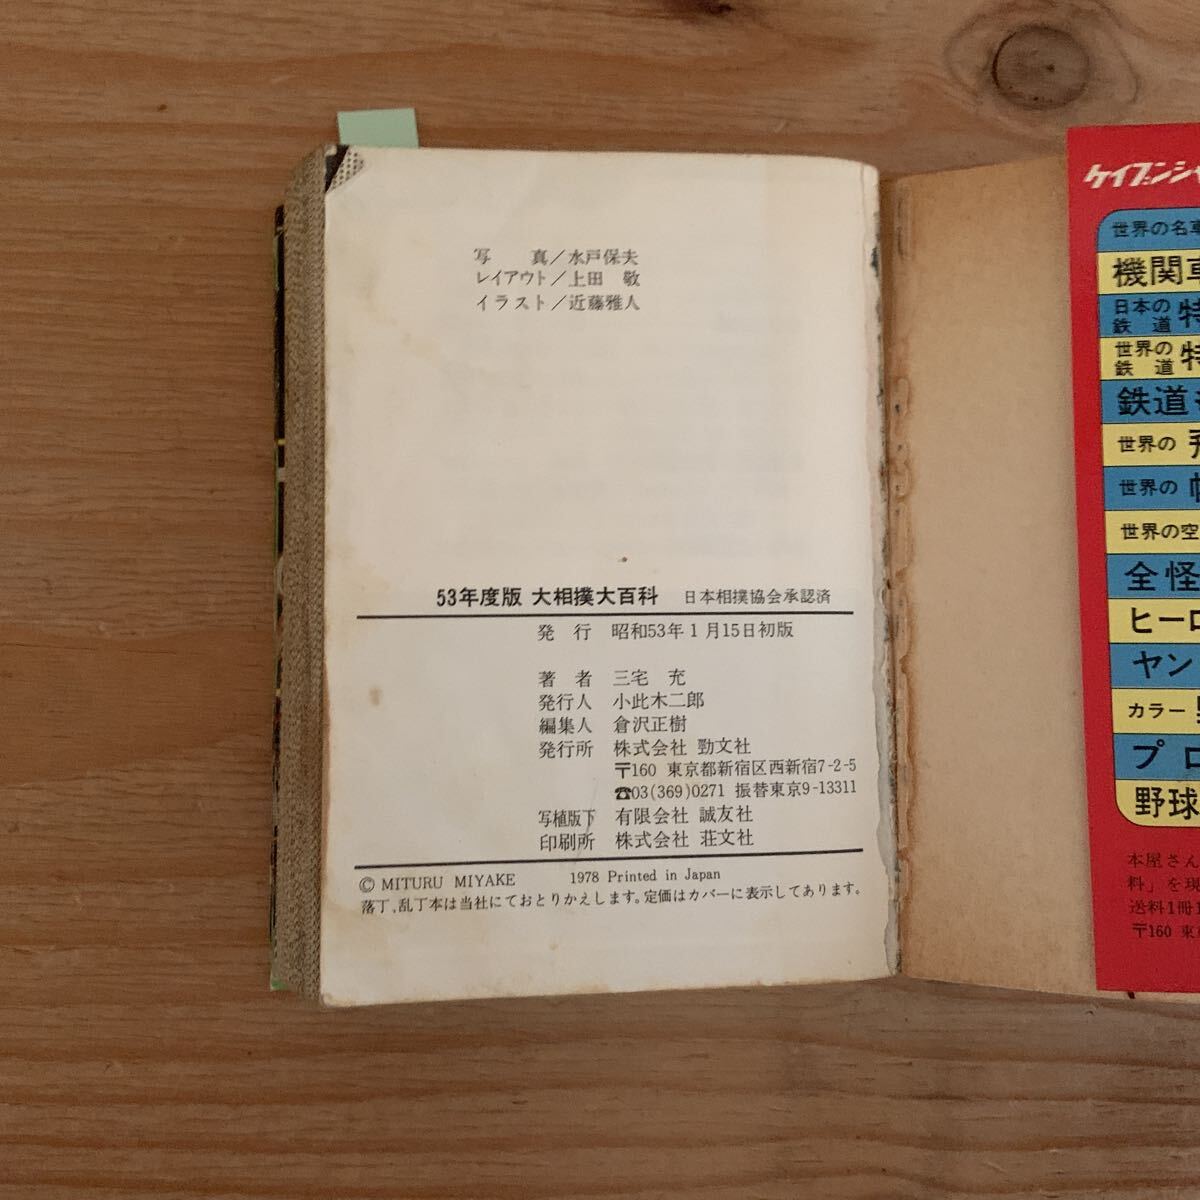 写　真／水戸保夫
レイアウト／上田　敬
イラスト／近藤雅人
53年度版 大相撲大百科 日本相撲協会承認済
発　行　昭和53年1月15日初版
著　者　三宅　充
発行人　小此木二郎
編集人　倉沢正樹
発行所　株式会社 勁文社
〒160 東京都新宿区西新宿7-2-5
☎03(369)0271 振替東京9-13311
写植版下　有限会社 誠友社
印刷所　株式会社 荘文社
Ⓒ MITURU MIYAKE　1978 Printed in Japan
落丁、乱丁本は当社にておとりかえします。定価はカバーに表示してあります。
ケイブンシャ
世界の名車
機関車
日本の鉄道 特
世界の鉄道 特
鉄道
世界の
世界の
世界の空
全怪
ヒーロ
ヤン
カラー
プロ
野球
本屋さん
料」を現
送料1冊1
〒160 東